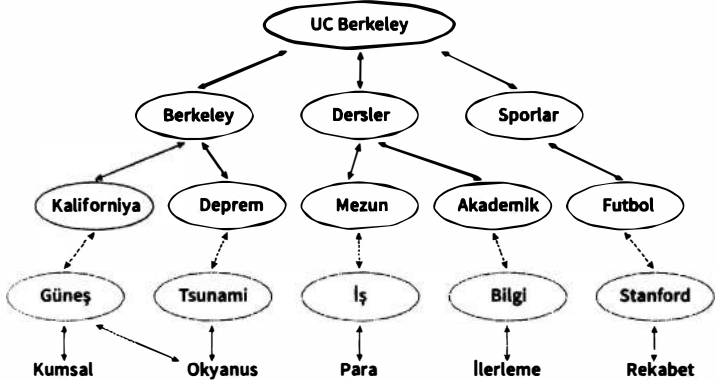 UC Berkeley
Berkeley Dersler Sporlar
Kaliforniya Deprem Mezun Akademik Futbol
Güneş Tsunami İş Bilgi Stanford
Kumsal Okyanus Para İlerleme Rekabet